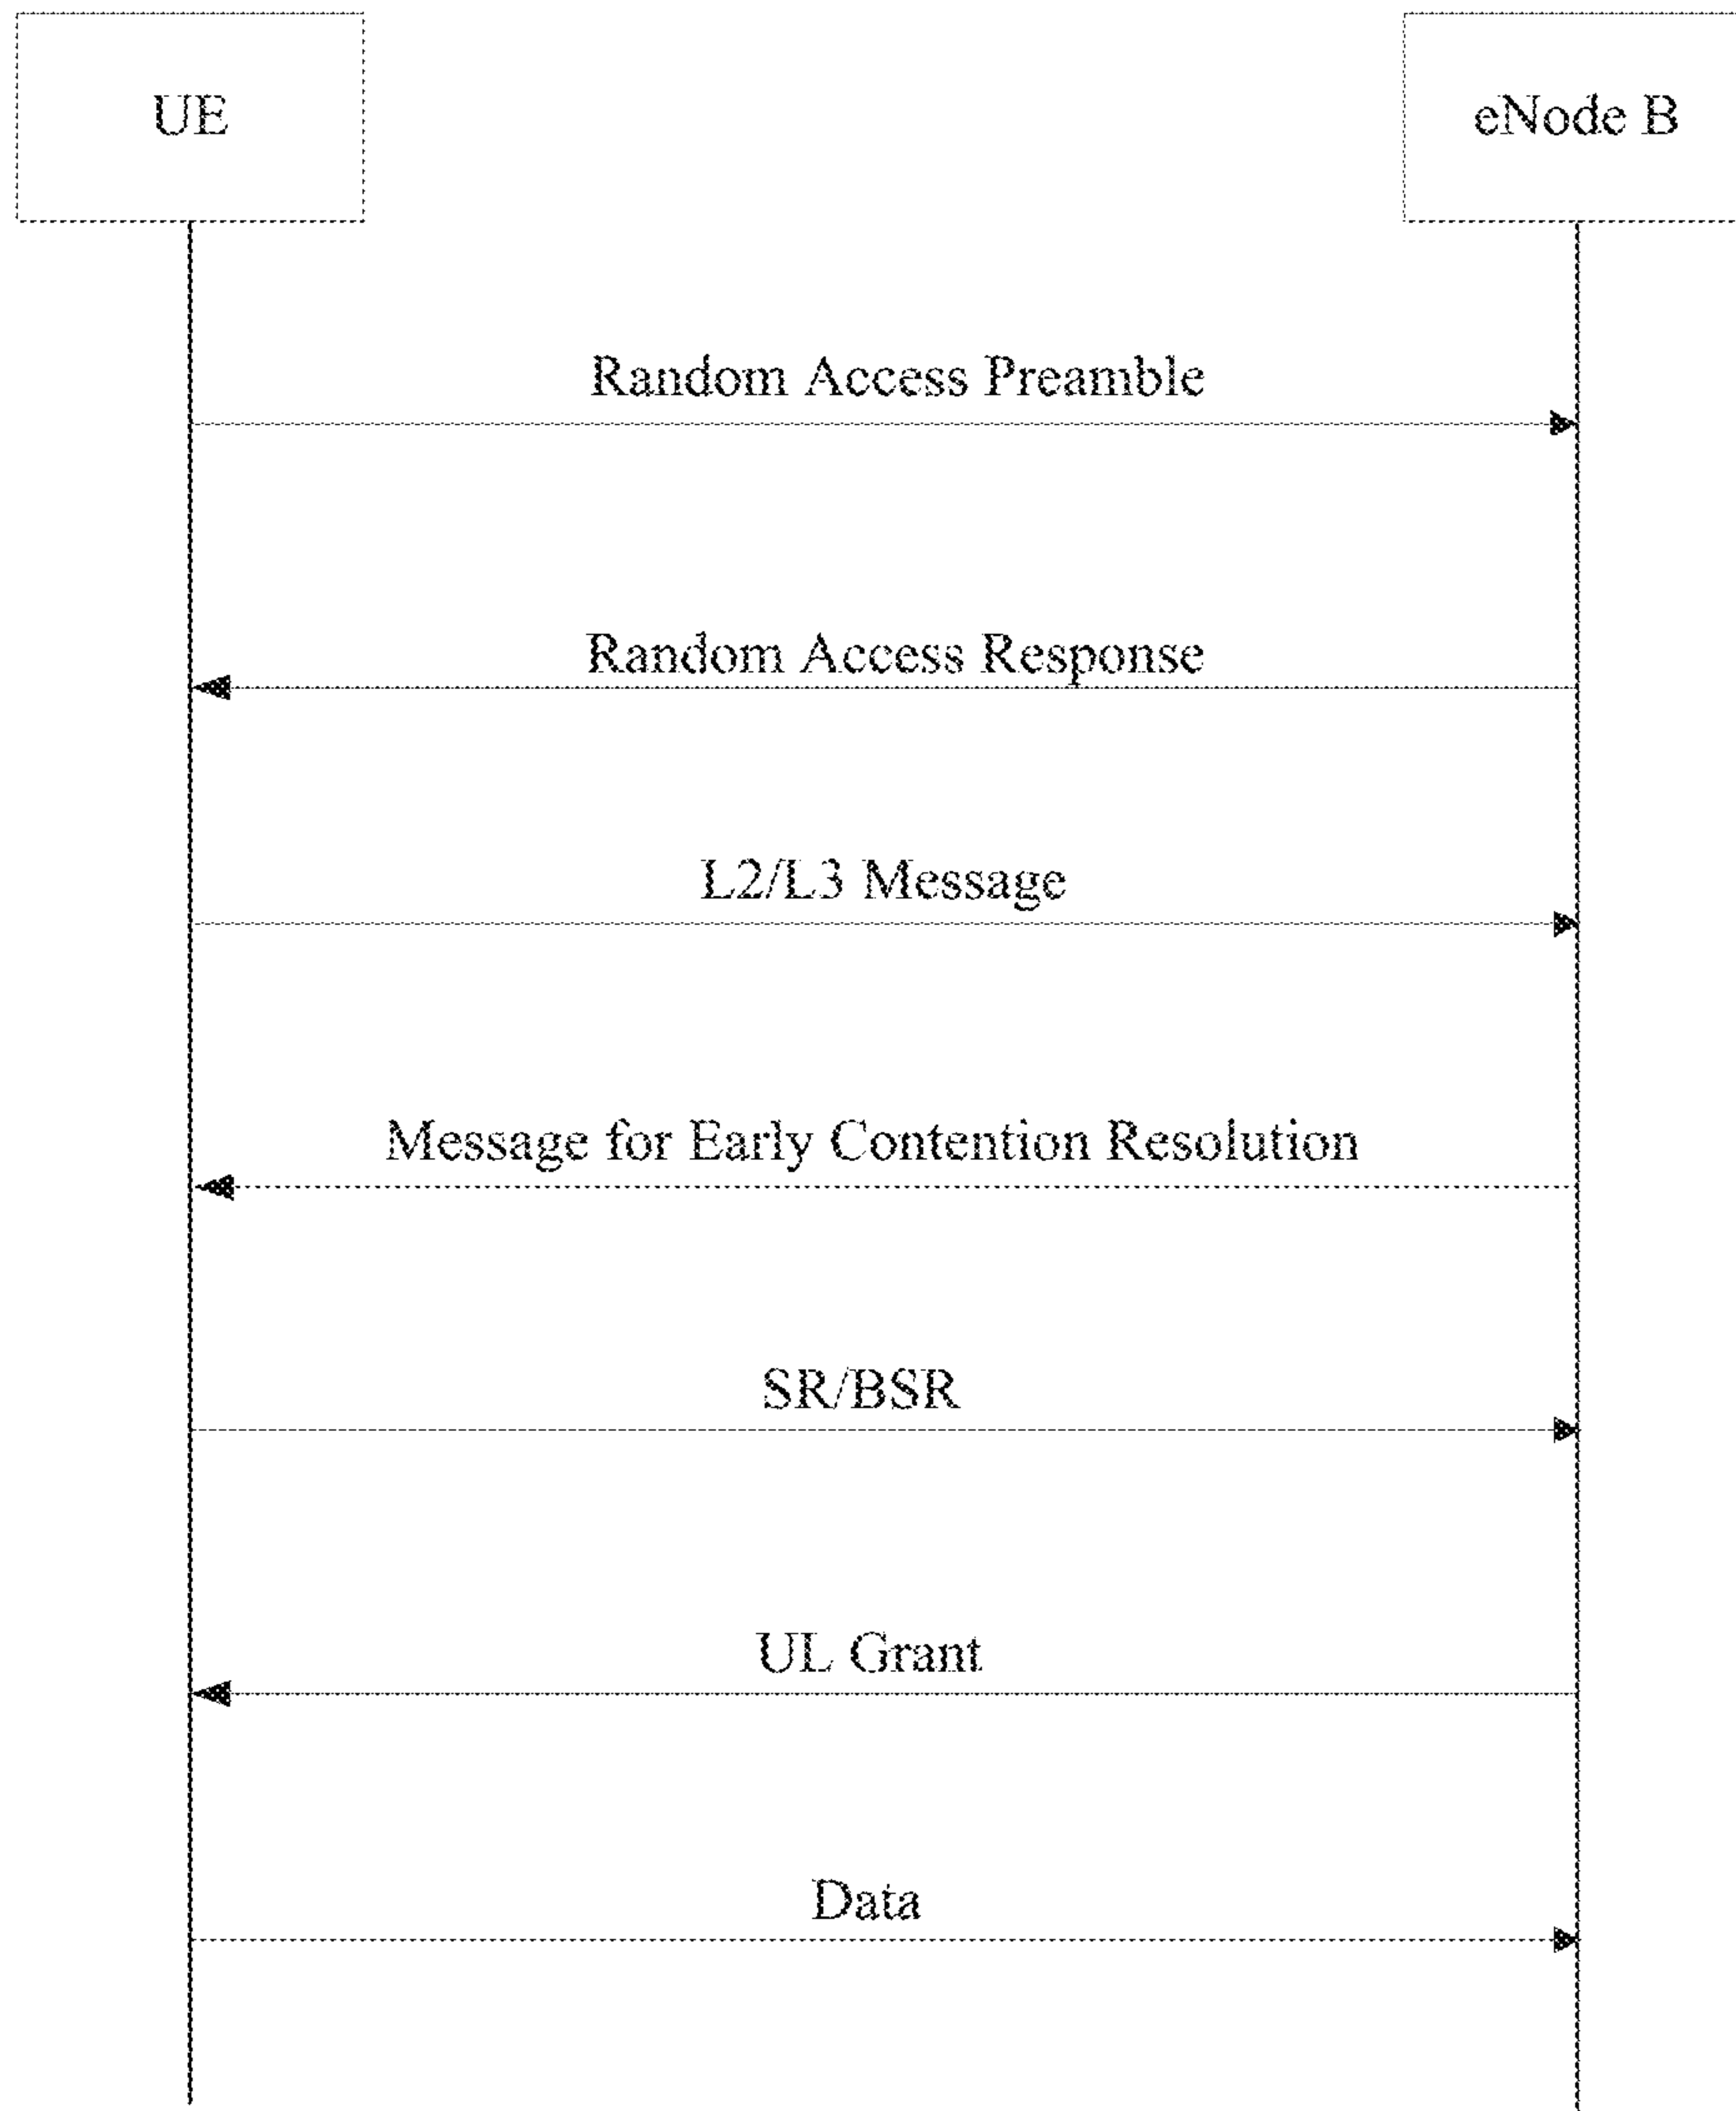 UE
eNode B
Random Access Preamble
Random Access Response
L2/L3 Message
Message for Early Contention Resolution
SR/BSR
UL Grant
Data